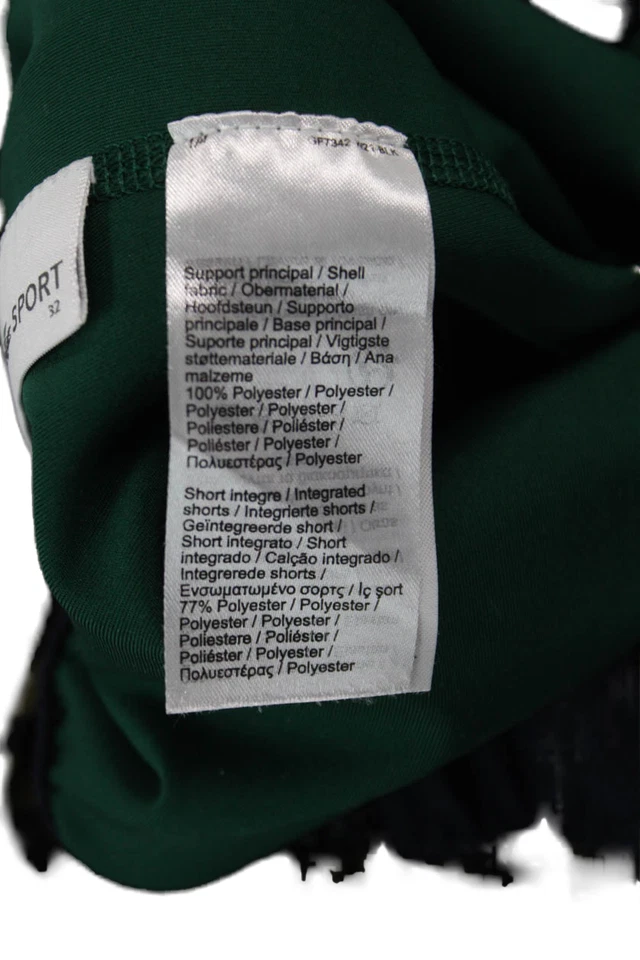 GF7342
SPORT
32
Support principal / Shell
fabric / Obermaterial /
Hoofdsteun / Supporto
principale / Base principal /
Suporte principal / Vigtigste
støttemateriale / Βάση / Ana
malzeme
100% Polyester / Polyester /
Polyester / Polyester /
Poliestere / Poliéster /
Poliéster / Polyester /
Πολυεστέρας / Polyester
Short integre / Integrated
shorts / Integrierte shorts /
Geïntegreerde short /
Short integrato / Short
integrado / Calção integrado /
Integrerede shorts /
Ενσωματωμένο σορτς / Iç şort
77% Polyester / Polyester /
Polyester / Polyester /
Poliestere / Poliéster /
Poliéster / Polyester /
Πολυεστέρας / Polyester